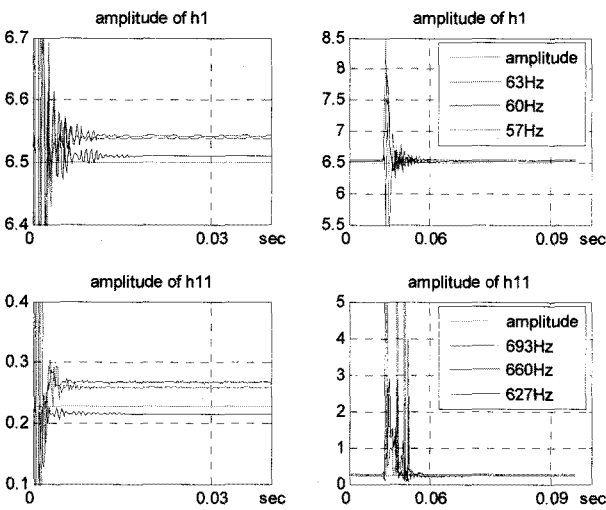 amplitude of h1
6.7
6.6
6.5
6.4
0
0.03
sec
amplitude of h1
8.5
8
7.5
7
6.5
6
5.5
0
0.06
0.09
sec
amplitude
63Hz
60Hz
57Hz
amplitude of h11
0.4
0.3
0.2
0.1
0
0.03
sec
amplitude of h11
5
4
3
2
1
0
0
0.06
0.09
sec
amplitude
693Hz
660Hz
627Hz